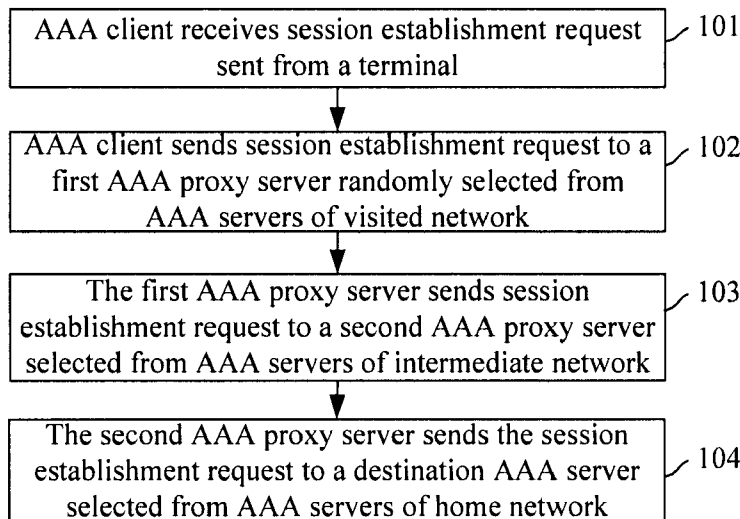 AAA client receives session establishment request
sent from a terminal
101
AAA client sends session establishment request to a
first AAA proxy server randomly selected from
AAA servers of visited network
102
The first AAA proxy server sends session
establishment request to a second AAA proxy server
selected from AAA servers of intermediate network
103
The second AAA proxy server sends the session
establishment request to a destination AAA server
selected from AAA servers of home network
104